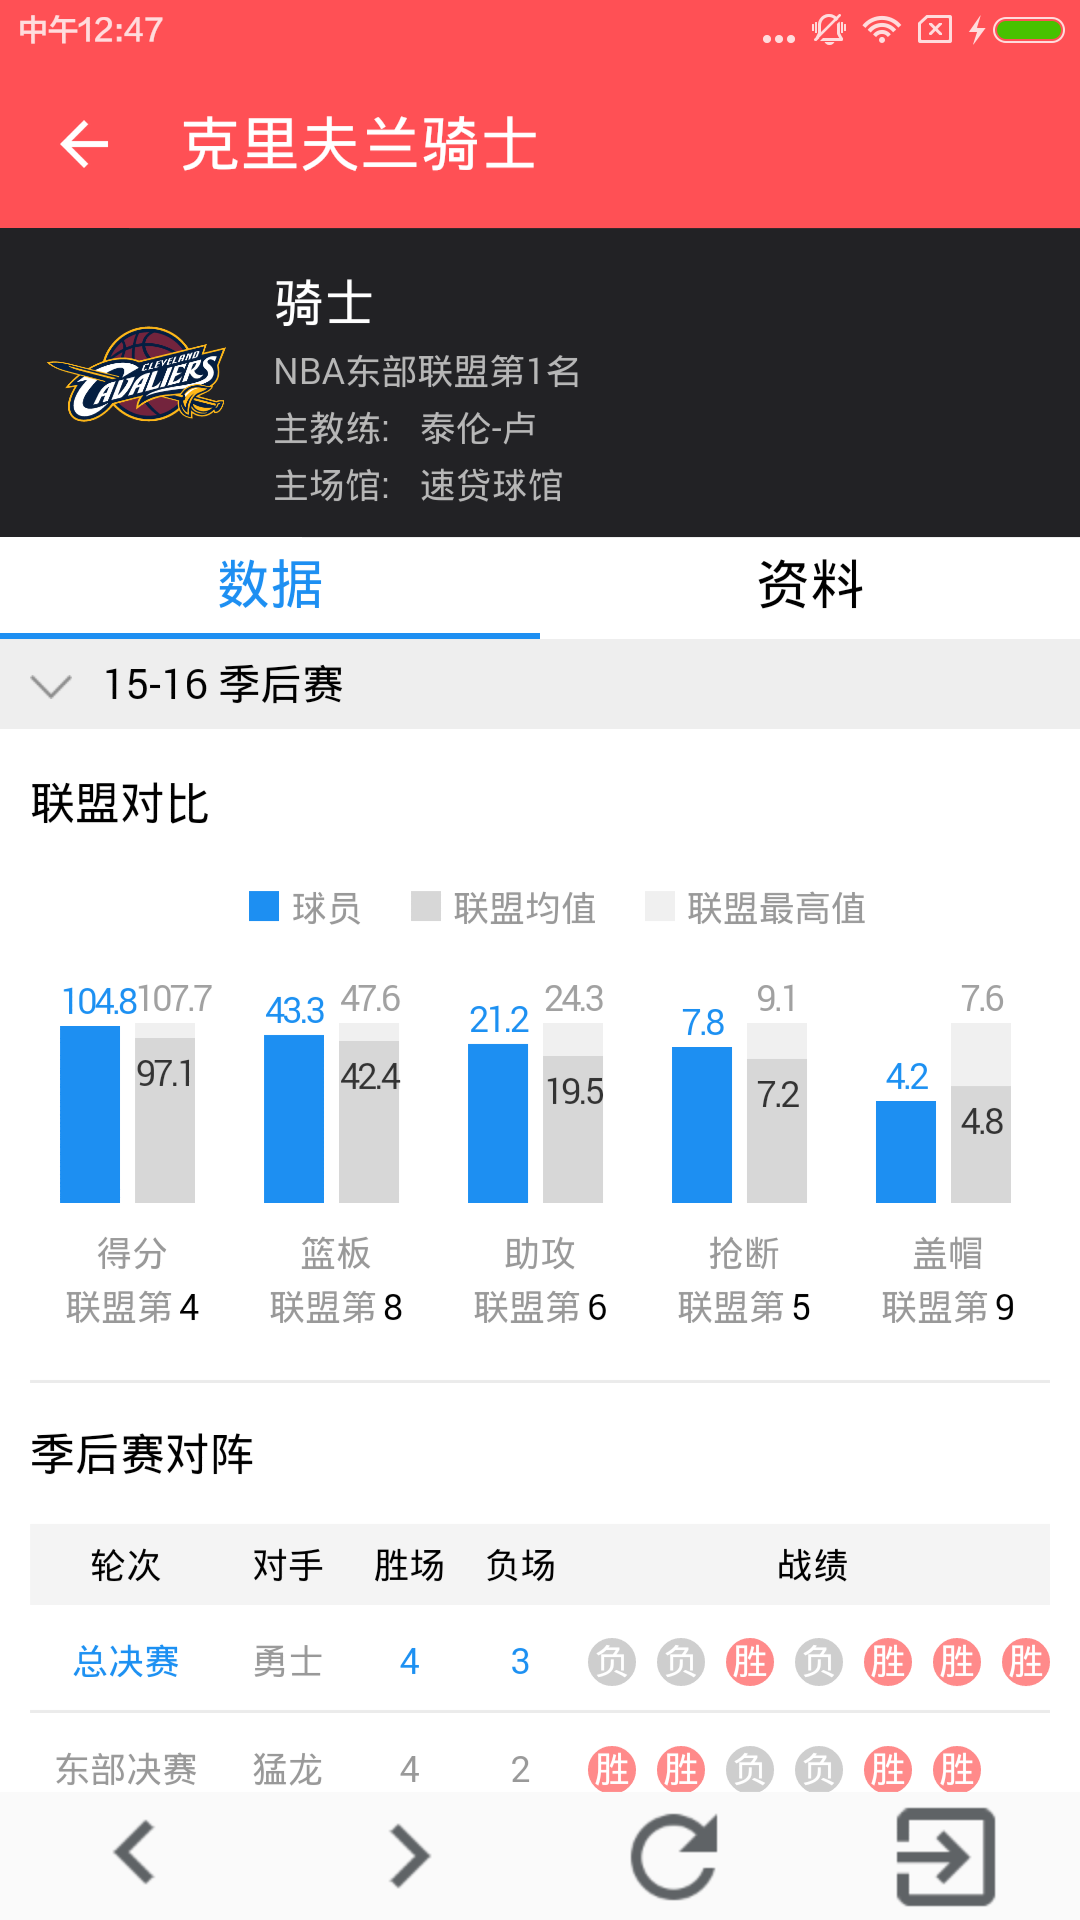 中午12:47
克里夫兰骑士
CLEVELAND
CAVALIERS
骑士
NBA东部联盟第1名
主教练: 泰伦-卢
主场馆: 速贷球馆
数据 资料
15-16 季后赛
联盟对比
球员 联盟均值 联盟最高值
104.8 107.7 43.3 47.6 21.2 24.3 7.8 9.1 4.2 7.6
97.1 42.4 19.5 7.2 4.8
得分 篮板 助攻 抢断 盖帽
联盟第 4 联盟第 8 联盟第 6 联盟第 5 联盟第 9
季后赛对阵
轮次 对手 胜场 负场 战绩
总决赛 勇士 4 3 负 负 胜 负 胜 胜 胜
东部决赛 猛龙 4 2 胜 胜 负 负 胜 胜